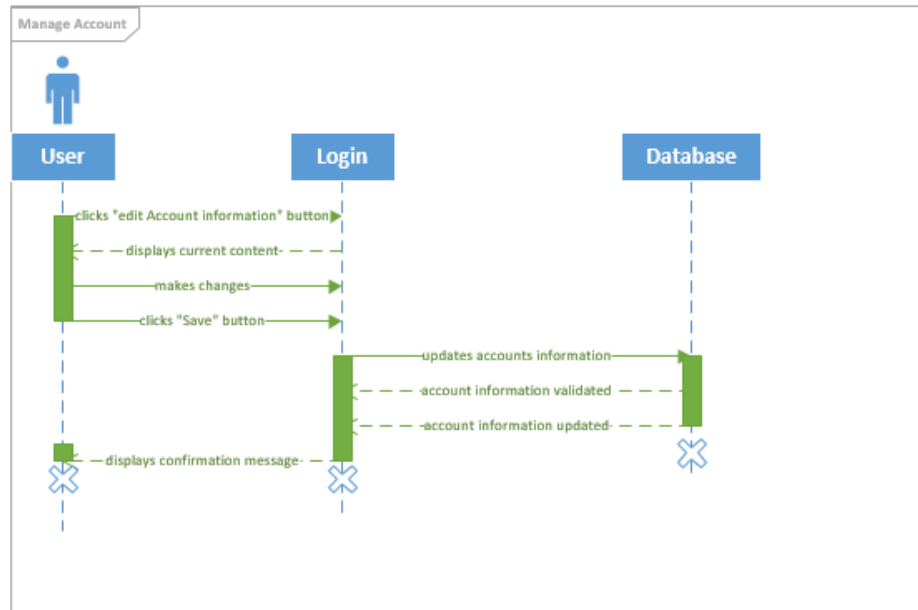 Manage Account
User
Login
Database
clicks "edit Account information" button
displays current content
makes changes
clicks "Save" button
updates accounts information
account information validated
account information updated
displays confirmation message